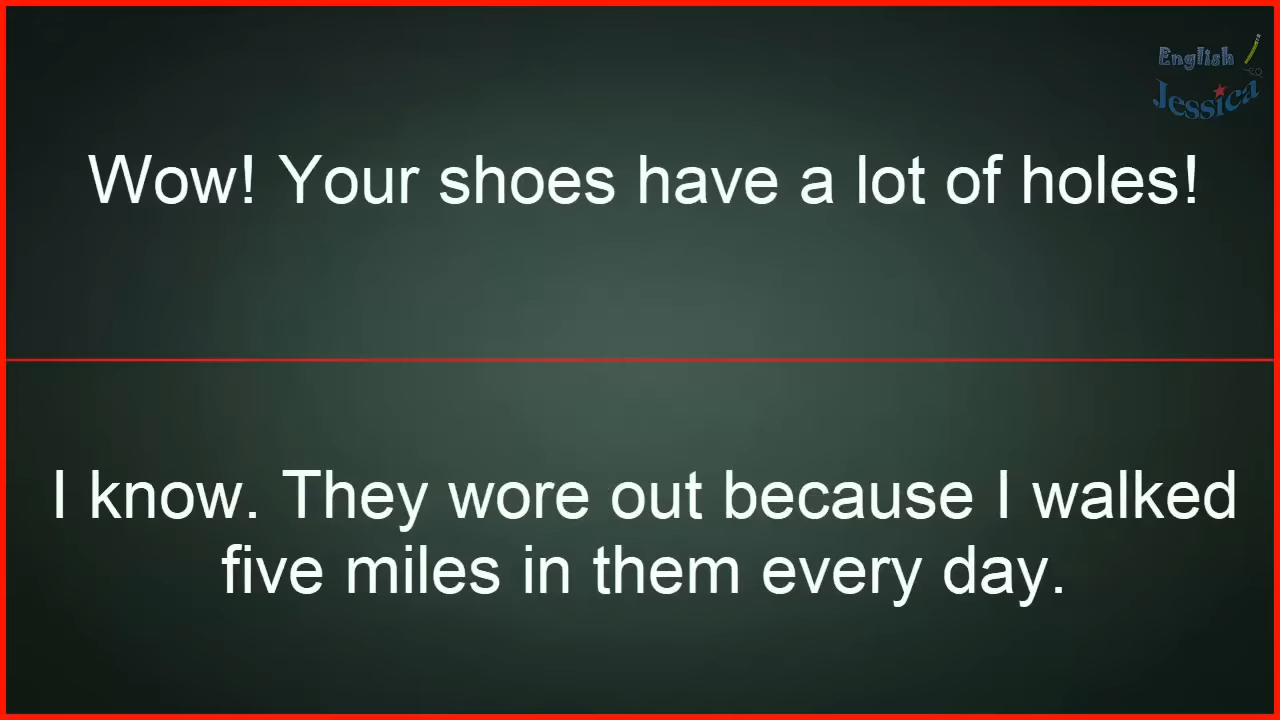 English
Jessica
Wow! Your shoes have a lot of holes!
I know. They wore out because I walked
five miles in them every day.